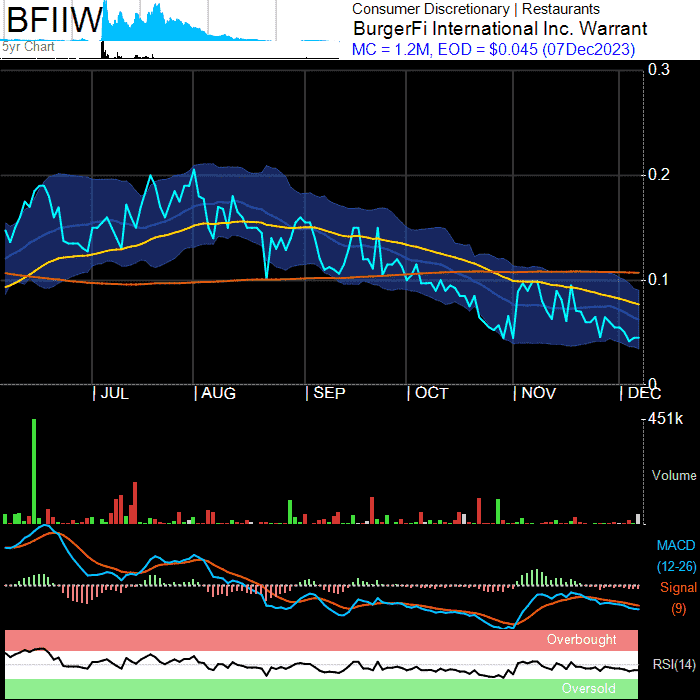 BFIIW
5yr Chart
Consumer Discretionary | Restaurants
BurgerFi International Inc. Warrant
MC = 1.2M, EOD = $0.045 (07Dec2023)
0.3
0.2
0.1
0
| JUL | AUG | SEP | OCT | NOV | DEC
451k
Volume
MACD
(12-26)
Signal
(9)
Overbought
RSI(14)
Oversold